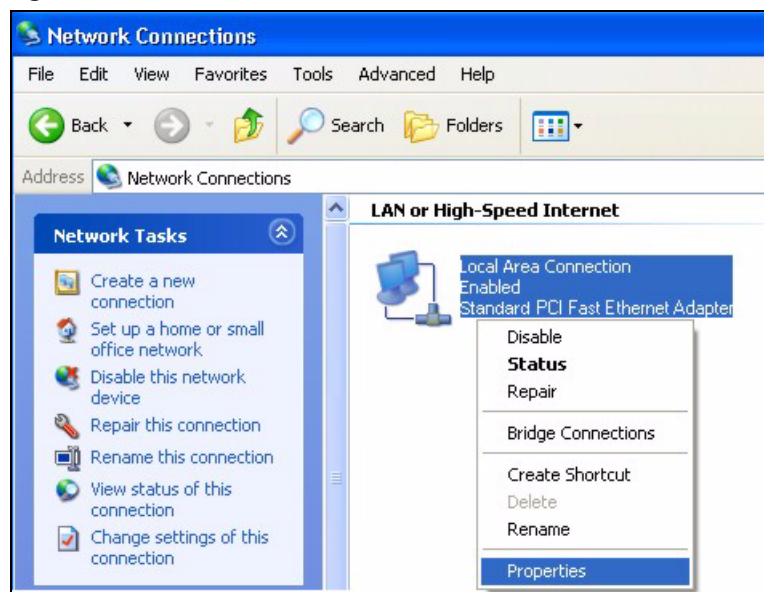 Network Connections
File Edit View Favorites Tools Advanced Help
Back Search Folders
Address Network Connections
Network Tasks
Create a new
connection
Set up a home or small
office network
Disable this network
device
Repair this connection
Rename this connection
View status of this
connection
Change settings of this
connection
LAN or High-Speed Internet
Local Area Connection
Enabled
Standard PCI Fast Ethernet Adapter
Disable
Status
Repair
Bridge Connections
Create Shortcut
Delete
Rename
Properties